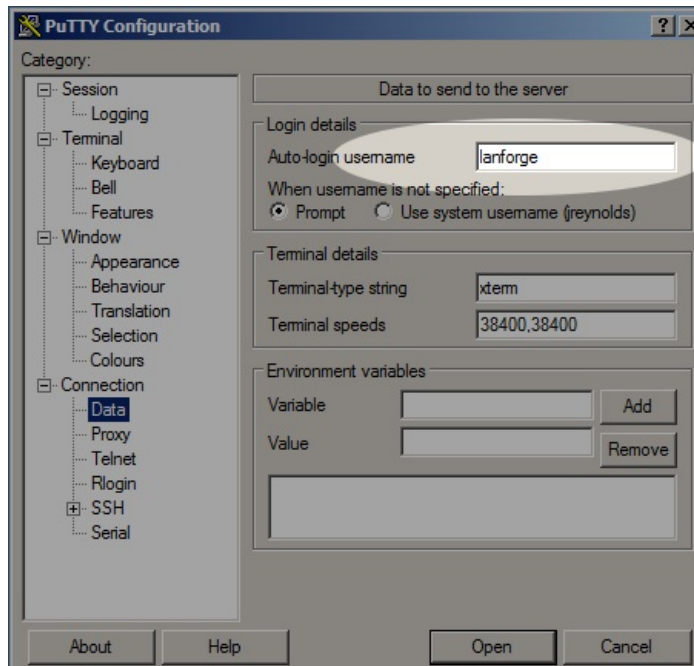 PuTTY Configuration
Category:
Session
Logging
Terminal
Keyboard
Bell
Features
Window
Appearance
Behaviour
Translation
Selection
Colours
Connection
Data
Proxy
Telnet
Rlogin
SSH
Serial
Data to send to the server
Login details
Auto-login username lanforge
When username is not specified:
Prompt Use system username (jreynolds)
Terminal details
Terminal-type string xterm
Terminal speeds 38400,38400
Environment variables
Variable Add
Value Remove
About Help Open Cancel